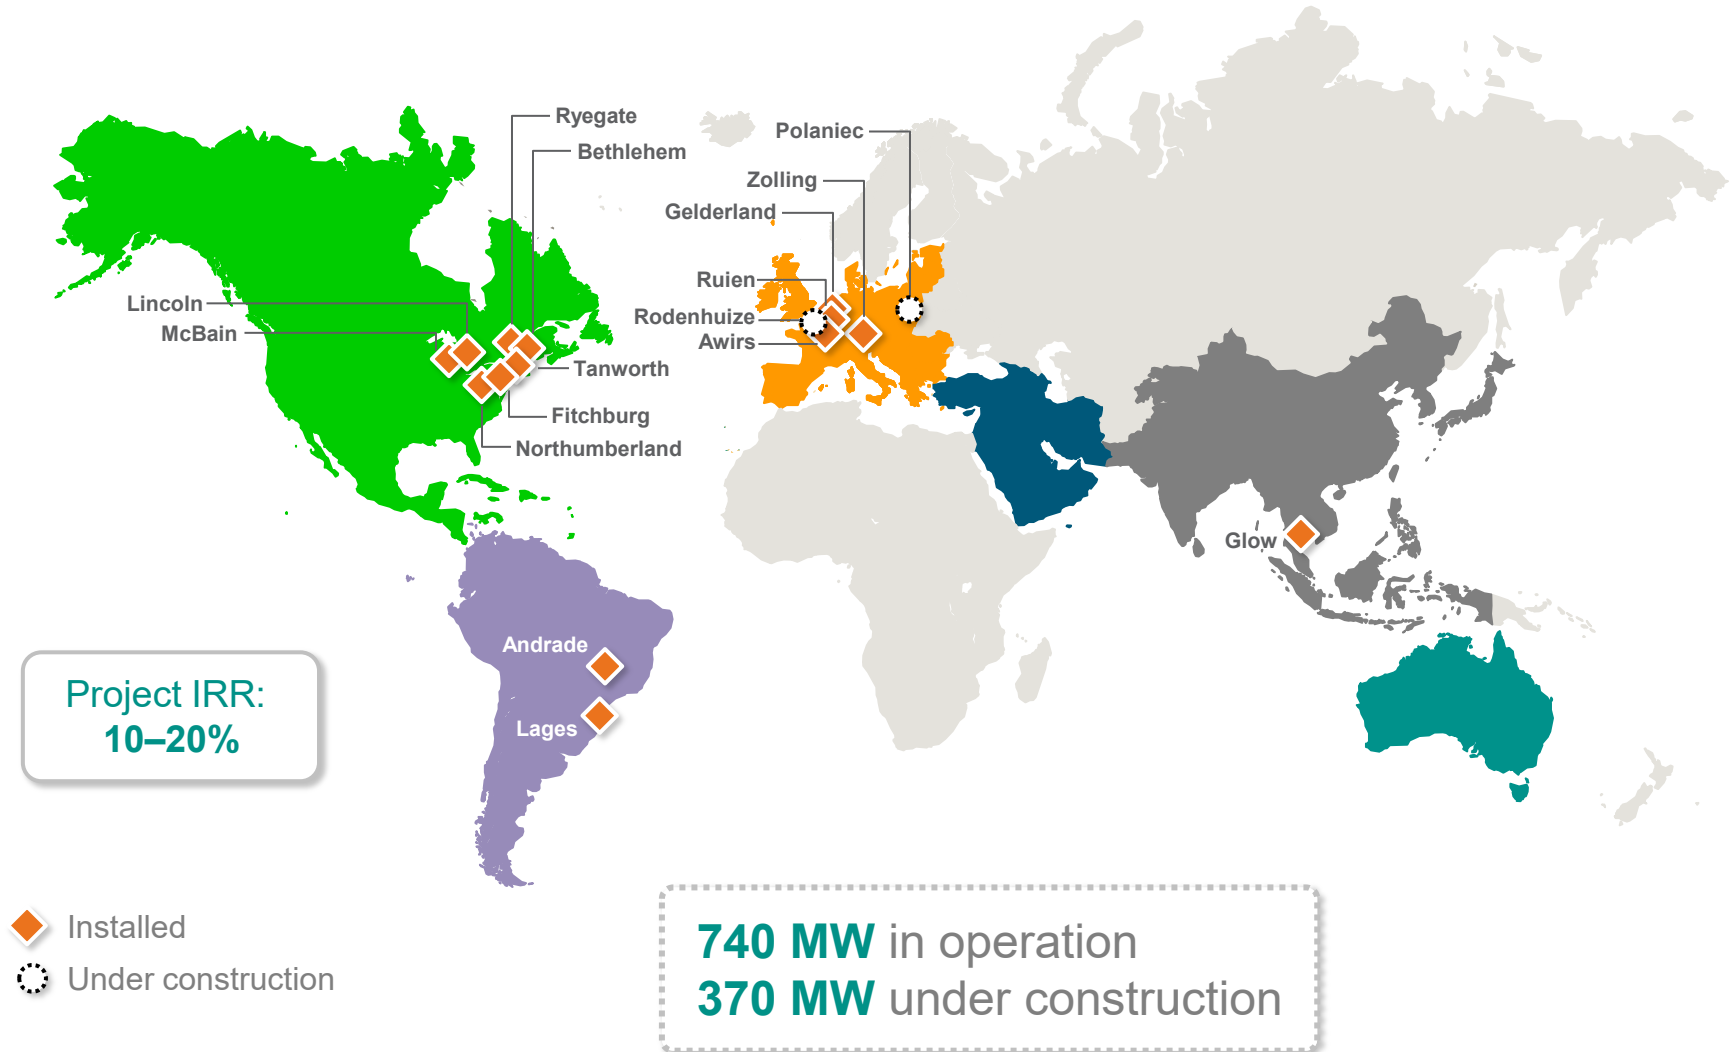 Ryegate
Bethlehem
Polaniec
Zolling
Gelderland
Ruien
Rodenhuize
Awirs
Lincoln
McBain
Tanworth
Fitchburg
Northumberland
Glow
Andrade
Lages
Project IRR:
10–20%
Installed
Under construction
740 MW in operation
370 MW under construction